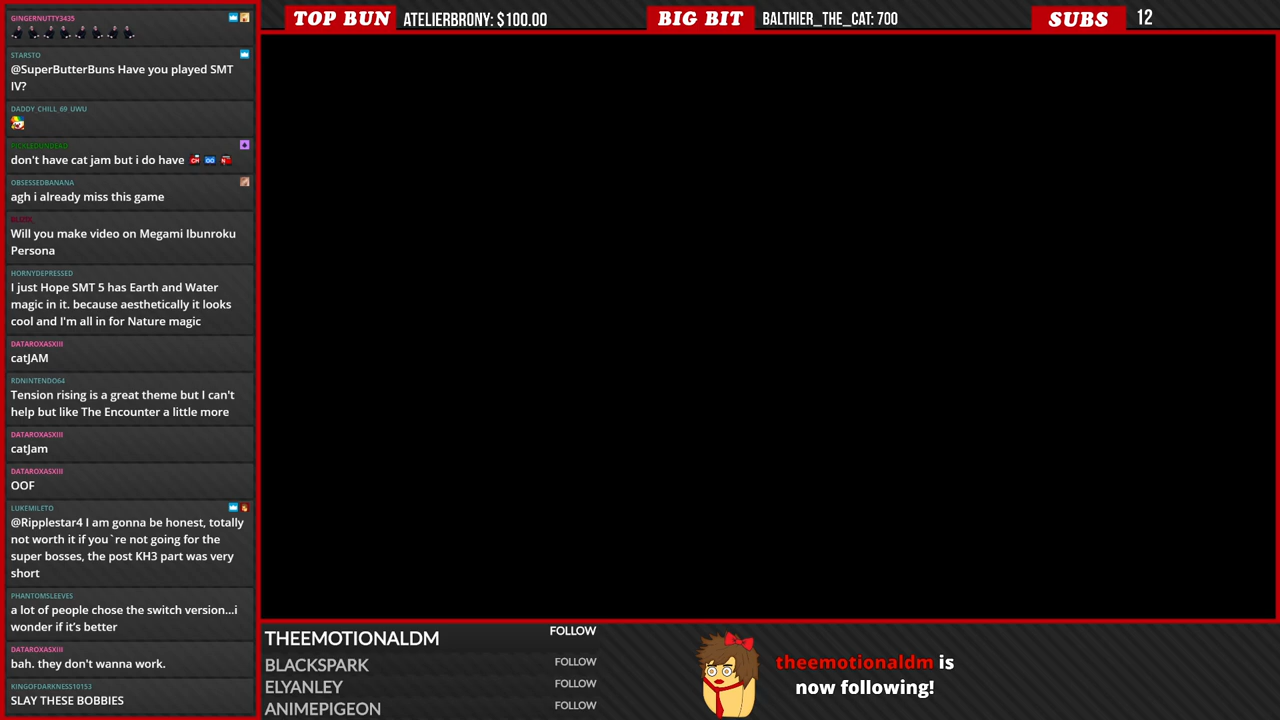 TOP BUN ATELIERBRONY: $100.00 BIG BIT BALTHIER_THE_CAT: 700 SUBS 12
GINGERNUTTY3435
STARSTO
@SuperButterBuns Have you played SMT
IV?
DADDY CHILL 69 UWU
don't have cat jam but i do have
OBSESSEDBANANA
agh i already miss this game
Will you make video on Megami Ibunroku
Persona
HORNYDEPRESSED
I just Hope SMT 5 has Earth and Water
magic in it. because aesthetically it looks
cool and I'm all in for Nature magic
DATAROXASXIII
catJAM
RDNINTENDO64
Tension rising is a great theme but I can't
help but like The Encounter a little more
DATAROXASXIII
catJam
DATAROXASXIII
OOF
LUKEMILETO
@Ripplestar4 I am gonna be honest, totally
not worth it if you`re not going for the
super bosses, the post KH3 part was very
short
PHANTOMSLEEVES
a lot of people chose the switch version...i
wonder if it's better
DATAROXASXIII
bah. they don't wanna work.
KINGOFDARKNESS10153
SLAY THESE BOBBIES
THEEMOTIONALDM FOLLOW
BLACKSPARK FOLLOW
ELYANLEY FOLLOW
ANIMEPIGEON FOLLOW
theemotionaldm is
now following!